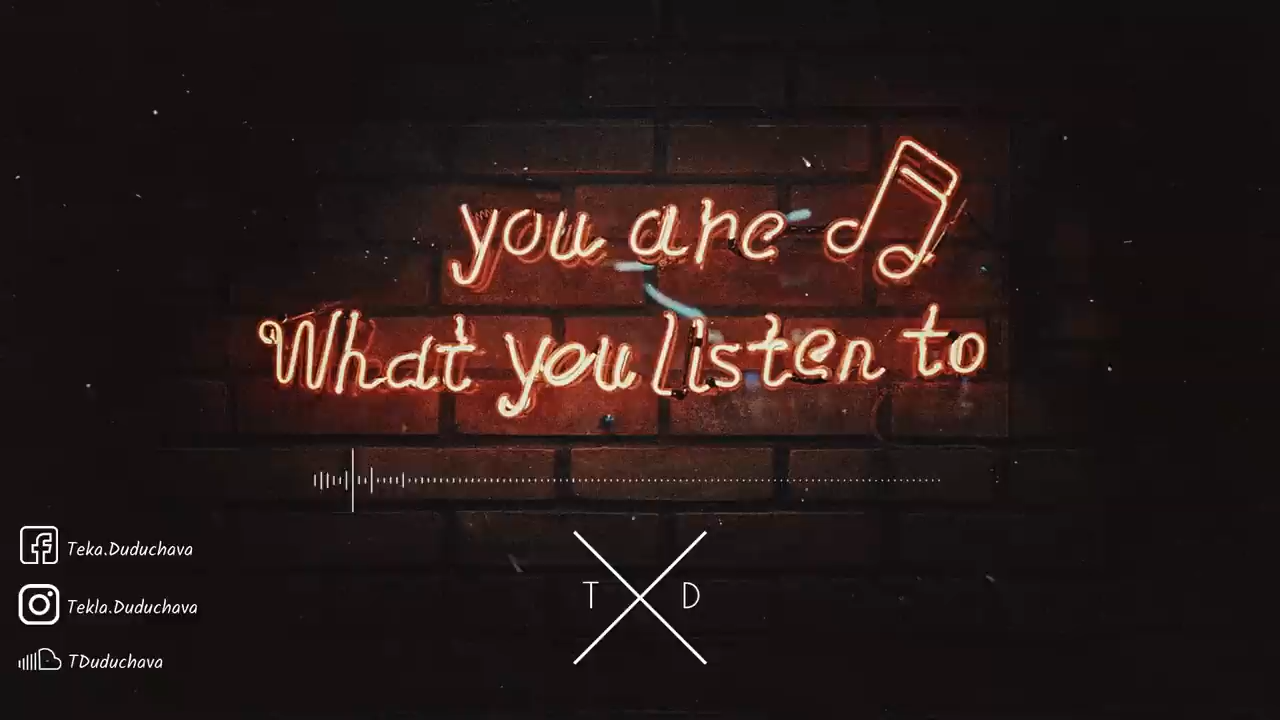 you are
What you listen to
Teka.Duduchava
T D
Tekla.Duduchava
TDuduchava